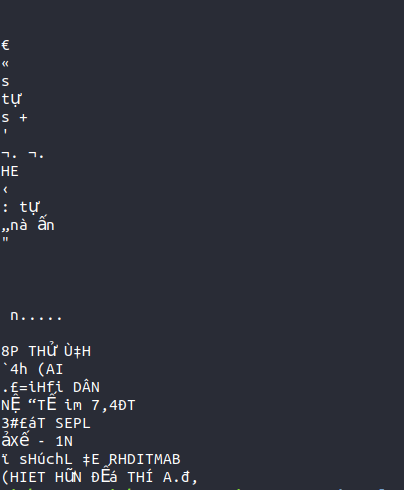 €
«
s
tự
s +
'
¬. ¬.
HE
‹
: tự
„nà ấn
"
n.....
8P THỬ Ù‡H
`4h (AI
.£=iHfi DÂN
NỆ “TẾ im 7,4ĐT
3#£áT SEPL
ảXế - 1N
ï sHúchL ‡E RHDITMAB
(HIET HỮN ĐẾá THÍ A.đ,